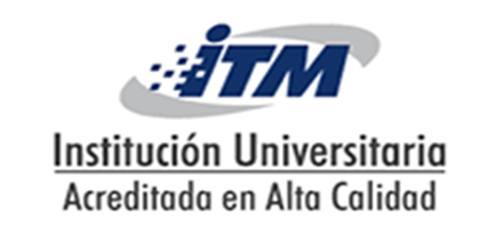 iTM
Institución Universitaria
Acreditada en Alta Calidad